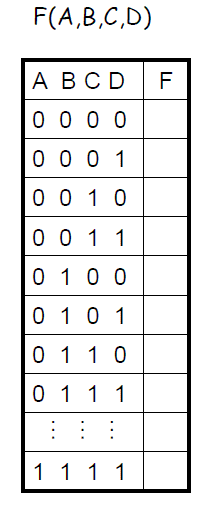 F(A,B,C,D)
A B C D F
0 0 0 0
0 0 0 1
0 0 1 0
0 0 1 1
0 1 0 0
0 1 0 1
0 1 1 0
0 1 1 1
⋮ ⋮ ⋮
1 1 1 1